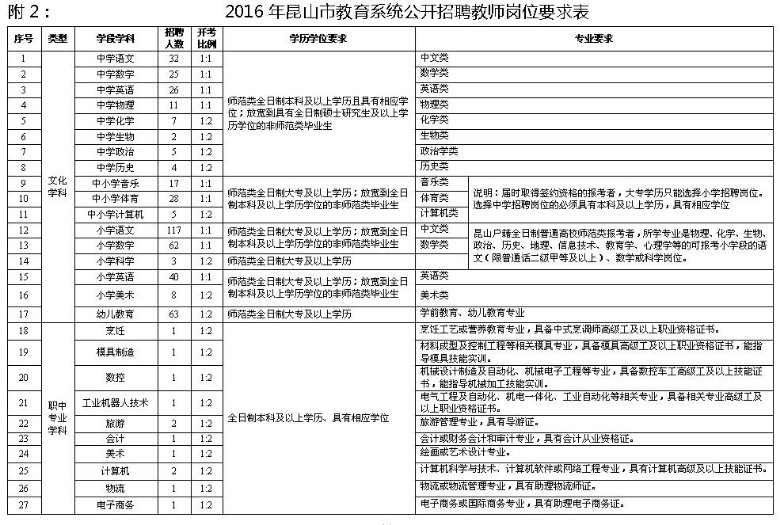 附 2： 2016 年昆山市教育系统公开招聘教师岗位要求表
序号 类型 学段学科 招聘人数 开考比例 学历学位要求 专业要求
文化学科
1 中学语文 32 1:1 中文类
2 中学数学 25 1:1 数学类
3 中学英语 26 1:1 英语类
4 中学物理 11 1:1 物理类
5 中学化学 7 1:2 化学类
6 中学生物 2 1:2 生物类
7 中学政治 5 1:2 政治学类
8 中学历史 4 1:2 历史类
师范类全日制本科及以上学历且具有相应学
位；放宽到具有全日制硕士研究生及以上学
历学位的非师范类毕业生
9 中小学音乐 17 1:1 音乐类
10 中小学体育 28 1:1 体育类
11 中小学计算机 5 1:2 计算机类
师范类全日制大专及以上学历；放宽到全日
制本科及以上学历学位的非师范类毕业生
说明：届时取得签约资格的报考者，大专学历只能选择小学招聘岗位。
选择中学招聘岗位的必须具有本科及以上学历，具有相应学位
12 小学语文 117 1:1 中文类
13 小学数学 62 1:1 数学类
师范类全日制大专及以上学历；放宽到全日
制本科及以上学历学位的非师范类毕业生
14 小学科学 3 1:2 师范类全日制大专及以上学历
昆山户籍全日制普通高校师范类报考者，所学专业是物理、化学、生物、
政治、历史、地理、信息技术、教育学、心理学等的可报考小学段的语
文（限普通话二级甲等及以上）、数学或科学岗位。
15 小学英语 40 1:1 英语类
16 小学美术 8 1:2 美术类
师范类全日制大专及以上学历；放宽到全日
制本科及以上学历学位的非师范类毕业生
17 幼儿教育 63 1:2 师范类全日制大专及以上学历 学前教育、幼儿教育专业
职中专业学科
全日制本科及以上学历、具有相应学位
18 烹饪 1 1:2 烹饪工艺或营养教育专业，具备中式烹调师高级工及以上职业资格证书。
19 模具制造 1 1:2 材料成型及控制工程等相关模具专业，具备模具高级工及以上职业资格证书，能指
导模具技能实训。
20 数控 1 1:2 机械设计制造及自动化、机械电子工程等专业，具备数控车工高级工及以上技能证
书，能指导机械加工技能实训。
21 工业机器人技术 1 1:2 电气工程及自动化、机电一体化、工业自动化等相关专业，具备相关专业高级工及
以上职业资格证书。
22 旅游 2 1:2 旅游管理专业，具有导游证。
23 会计 1 1:2 会计或财务会计和审计专业，具有会计从业资格证。
24 美术 1 1:2 绘画或艺术设计专业。
25 计算机 2 1:2 计算机科学与技术、计算机软件或网络工程专业，具有计算机高级及以上技能证书。
26 物流 1 1:2 物流或物流管理专业，具有助理物流师证。
27 电子商务 1 1:2 电子商务或国际商务专业，具有助理电子商务证。